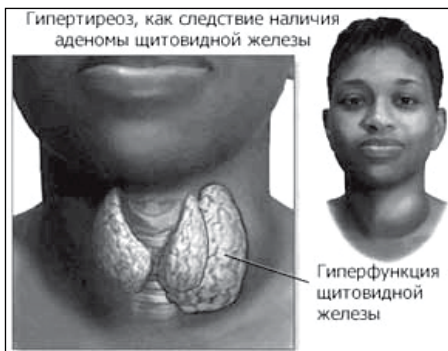 Гипертиреоз, как следствие наличия
аденомы щитовидной железы
Гиперфункция
щитовидной
железы